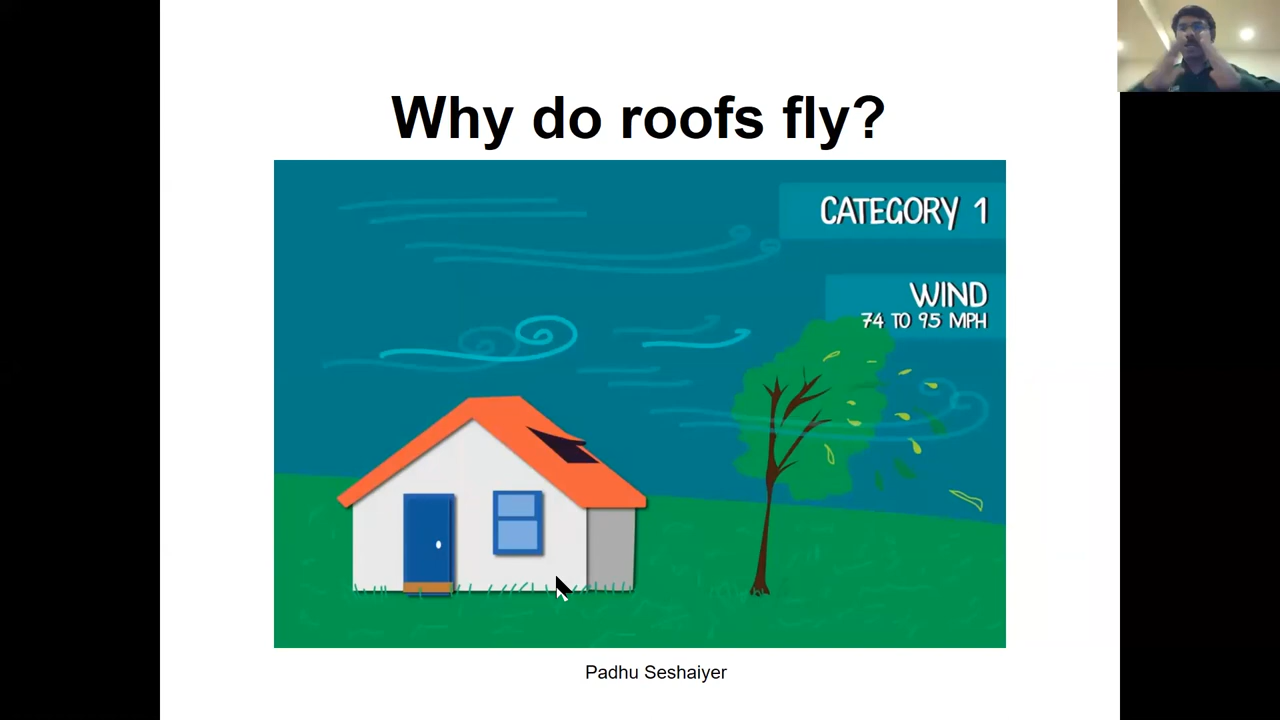 Why do roofs fly?
CATEGORY 1
WIND
74 TO 95 MPH
Padhu Seshaiyer